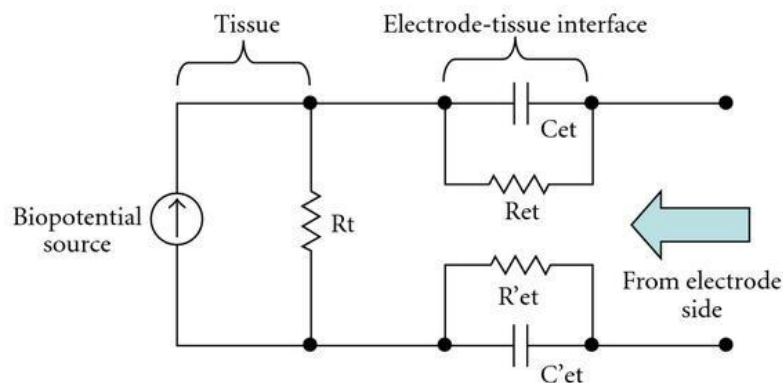 Tissue
Electrode-tissue interface
Cet
Ret
Biopotential
source
Rt
R'et
From electrode
side
C'et